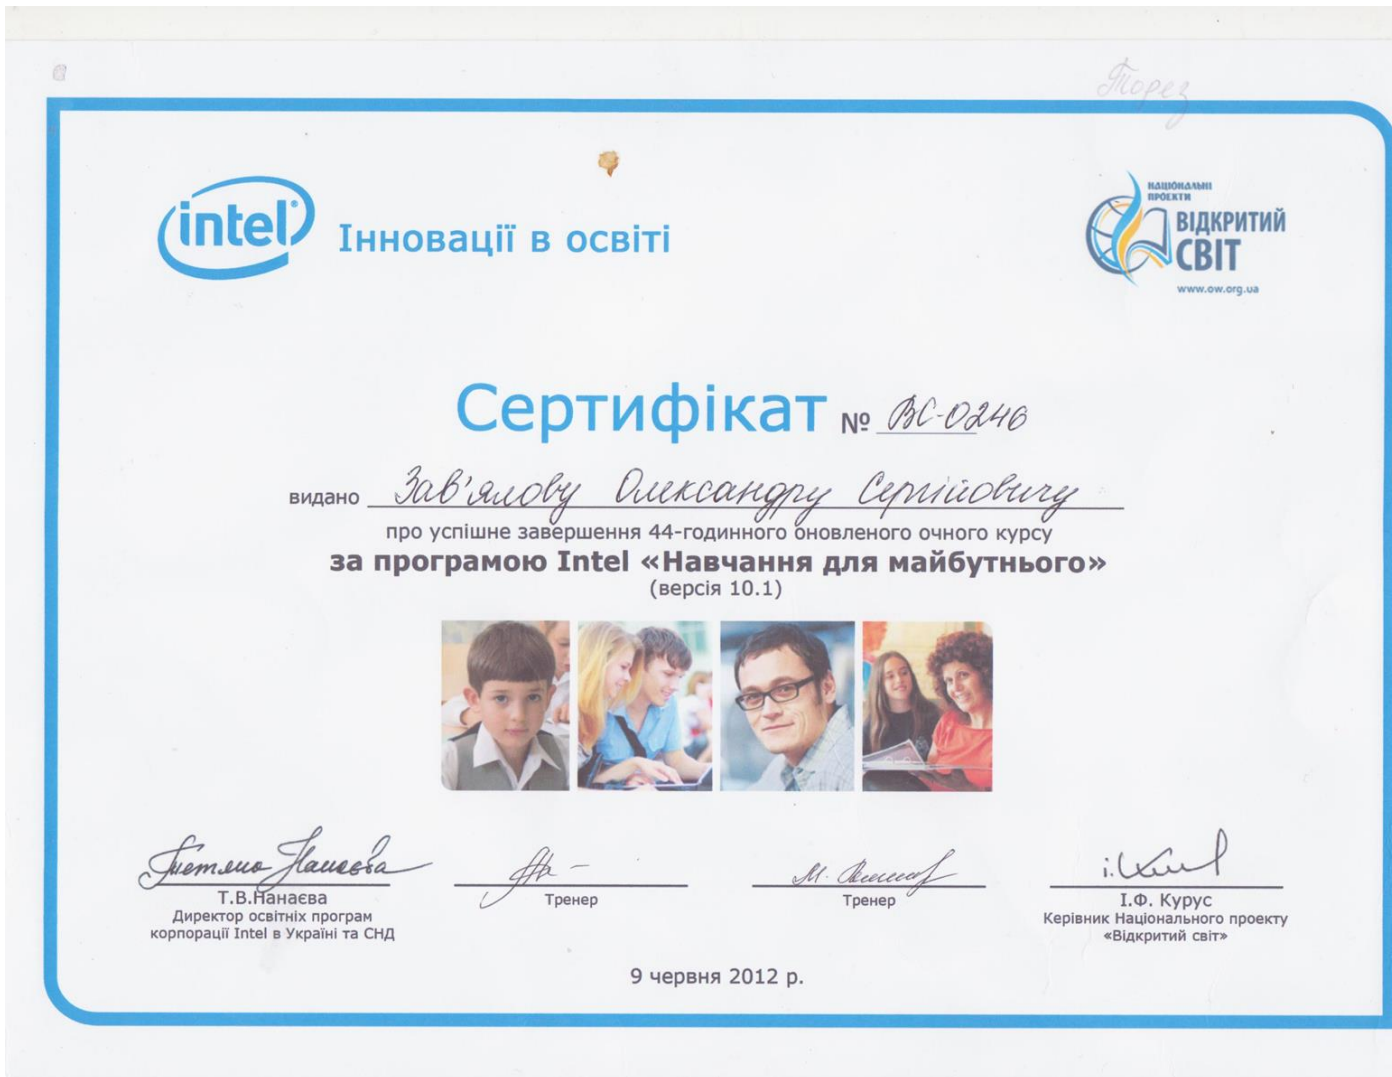 Торез
intel®
Інновації в освіті
НАЦІОНАЛЬНІ
ПРОЕКТИ
ВІДКРИТИЙ
СВІТ
www.ow.org.ua
Сертифікат № ВС-0246
видано Зав'ялову Олександру Сергійовичу
про успішне завершення 44-годинного оновленого очного курсу
за програмою Intel «Навчання для майбутнього»
(версія 10.1)
Тетяна Нанаєва
Т.В.Нанаєва
Директор освітніх програм
корпорації Intel в Україні та СНД
Тренер
Тренер
І.Ф. Курус
Керівник Національного проекту
«Відкритий світ»
9 червня 2012 р.